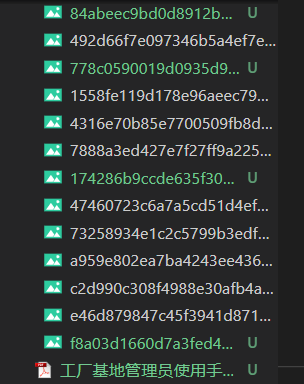 84abeec9bd0d8912b... U
492d66f7e097346b5a4ef7e...
778c0590019d0935d9... U
1558fe119d178e96aeec79...
4316e70b85e7700509fb8d...
7888a3ed427e7f27ff9a225...
174286b9ccde635f30... U
47460723c6a7a5cd51d4ef...
73258934e1c2c5799b3edf...
a959e802ea7ba4243ee436...
c2d990c308f4988e30afb4a...
e46d879847c45f3941d871...
f8a03d1660d7a3fed4... U
工厂基地管理员使用手... U